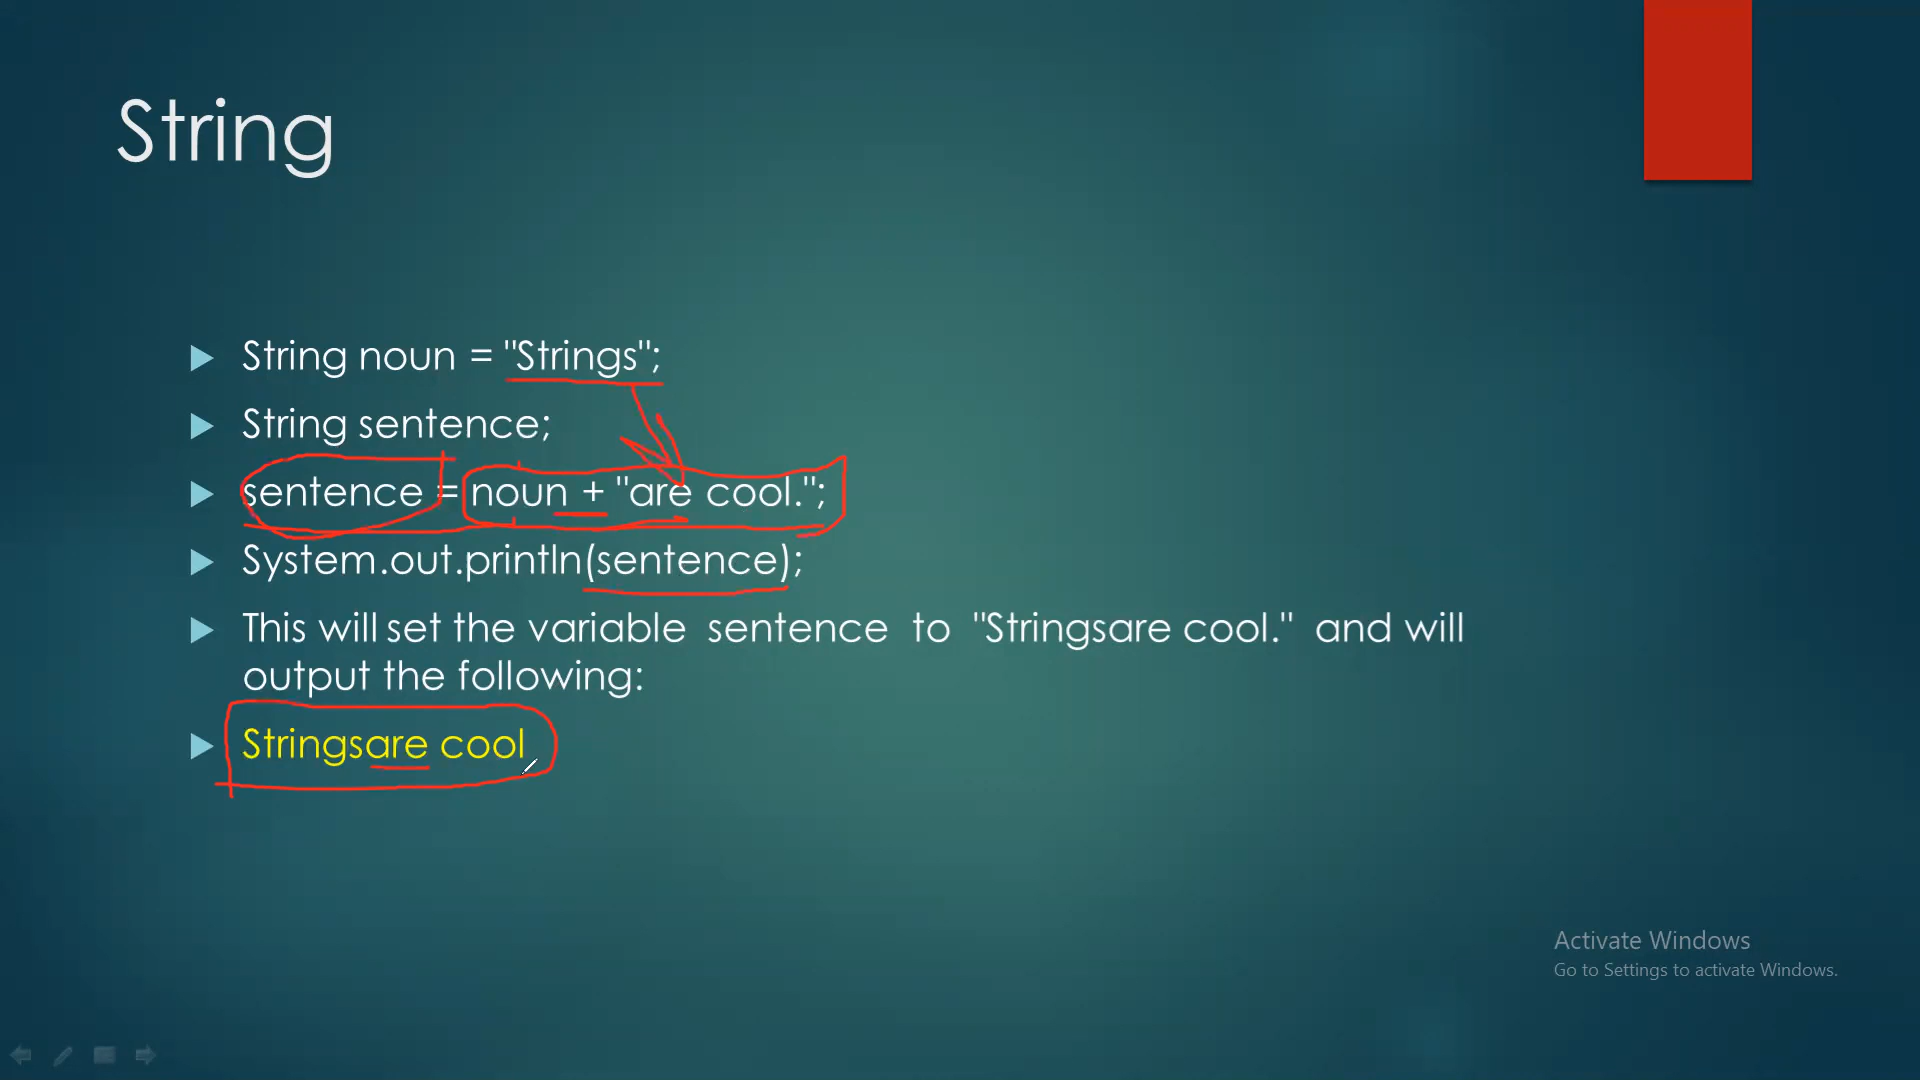 String
String noun = "Strings";
String sentence;
sentence = noun + "are cool.";
System.out.println(sentence);
This will set the variable sentence to "Stringsare cool." and will
output the following:
Stringsare cool
Activate Windows
Go to Settings to activate Windows.